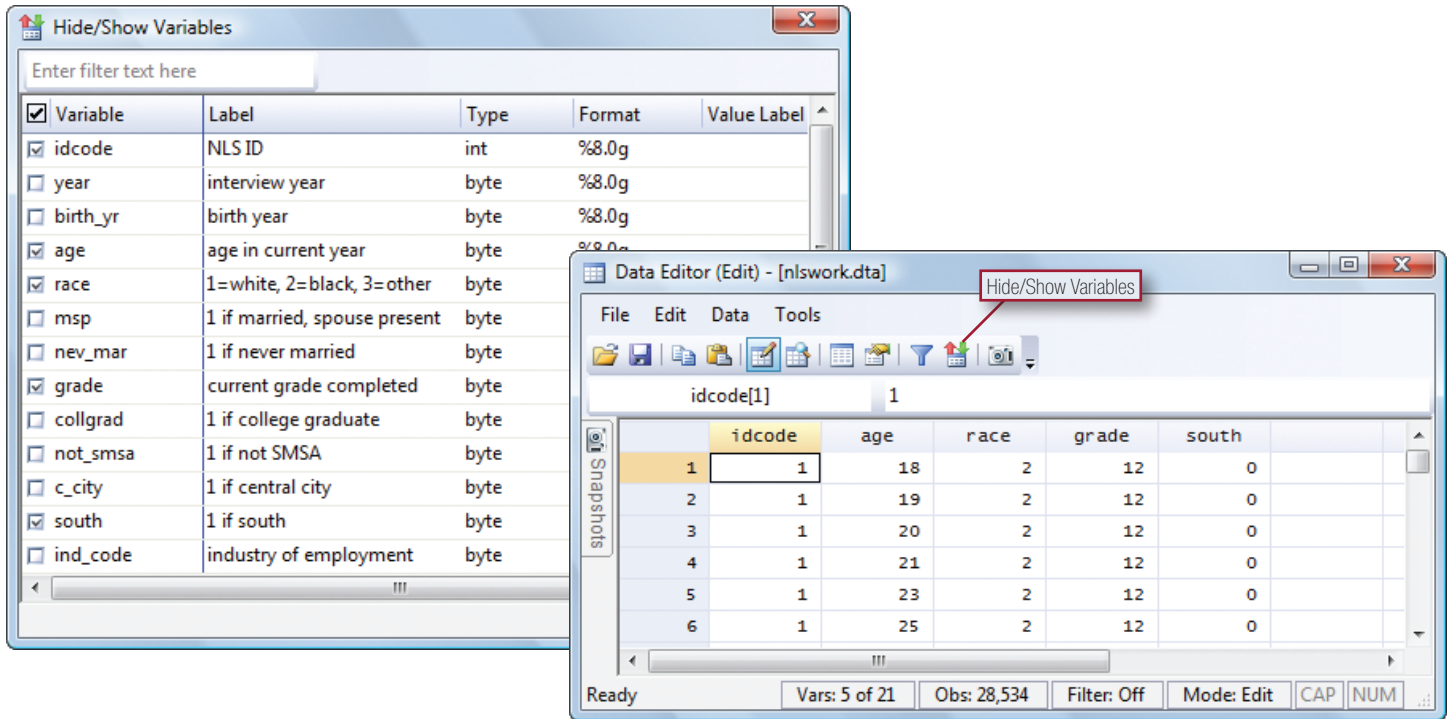 Hide/Show Variables
Enter filter text here
Variable Label Type Format Value Label
idcode NLS ID int %8.0g
year interview year byte %8.0g
birth_yr birth year byte %8.0g
age age in current year byte %8.0g
race 1=white, 2=black, 3=other byte
msp 1 if married, spouse present byte
nev_mar 1 if never married byte
grade current grade completed byte
collgrad 1 if college graduate byte
not_smsa 1 if not SMSA byte
c_city 1 if central city byte
south 1 if south byte
ind_code industry of employment byte
Data Editor (Edit) - [nlswork.dta]
Hide/Show Variables
File Edit Data Tools
idcode[1] 1
Snapshots
idcode age race grade south
1 1 18 2 12 0
2 1 19 2 12 0
3 1 20 2 12 0
4 1 21 2 12 0
5 1 23 2 12 0
6 1 25 2 12 0
Ready Vars: 5 of 21 Obs: 28,534 Filter: Off Mode: Edit CAP NUM